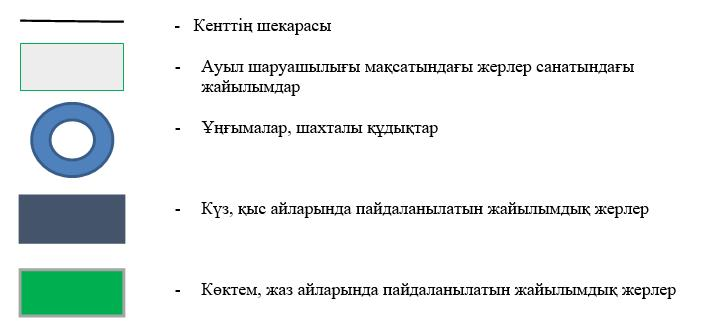 - Кенттің шекарасы
- Ауыл шаруашылығы мақсатындағы жерлер санатындағы
жайылымдар
- Ұңғымалар, шахталы құдықтар
- Күз, қыс айларында пайдаланылатын жайылымдық жерлер
- Көктем, жаз айларында пайдаланылатын жайылымдық жерлер